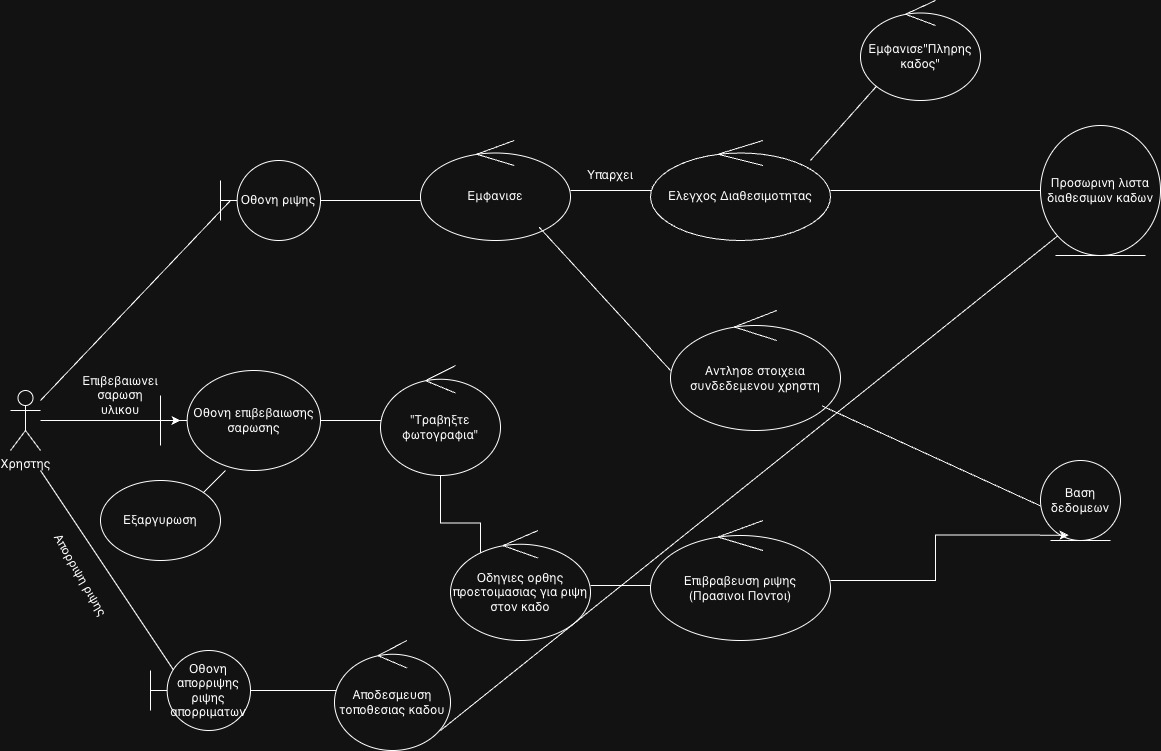 Εμφανισε"Πληρης
καδος"
Υπαρχει
Οθονη ριψης
Εμφανισε
Ελεγχος Διαθεσιμοτητας
Προσωρινη λιστα
διαθεσιμων καδων
Αντλησε στοιχεια
συνδεδεμενου χρηστη
Επιβεβαιωνει
σαρωση
υλικου
Οθονη επιβεβαιωσης
σαρωσης
"Τραβηξτε
φωτογραφια"
Χρηστης
Εξαργυρωση
Βαση
δεδομεων
Απορριψη ριψης
Οδηγιες ορθης
προετοιμασιας για ριψη
στον καδο
Επιβραβευση ριψης
(Πρασινοι Ποντοι)
Οθονη
απορριψης
ριψης
απορριματων
Αποδεσμευση
τοποθεσιας καδου